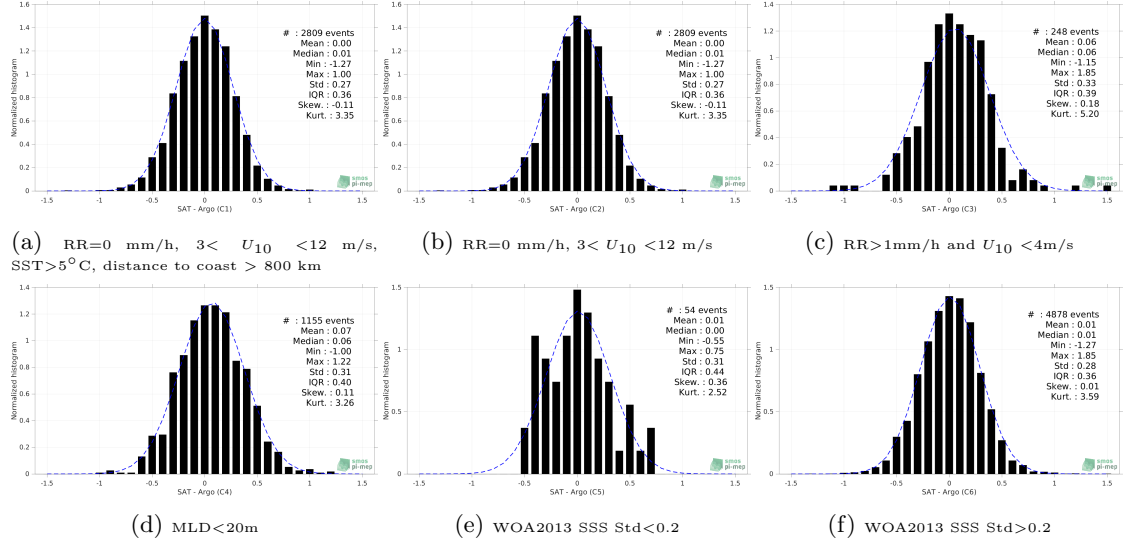 1.6
1.4
1.2
1
0.8
0.6
0.4
0.2
0
Normalized histogram
# : 2809 events
Mean : 0.00
Median : 0.01
Min : -1.27
Max : 1.00
Std : 0.27
IQR : 0.36
Skew. : -0.11
Kurt. : 3.35
smos
pi-mep
-1.5 -1 -0.5 0 0.5 1 1.5
SAT - Argo (C1)
(a) RR=0 mm/h, 3< U10 <12 m/s,
SST>5°C, distance to coast > 800 km
1.6
1.4
1.2
1
0.8
0.6
0.4
0.2
0
Normalized histogram
# : 2809 events
Mean : 0.00
Median : 0.01
Min : -1.27
Max : 1.00
Std : 0.27
IQR : 0.36
Skew. : -0.11
Kurt. : 3.35
smos
pi-mep
-1.5 -1 -0.5 0 0.5 1 1.5
SAT - Argo (C2)
(b) RR=0 mm/h, 3< U10 <12 m/s
1.4
1.2
1
0.8
0.6
0.4
0.2
0
Normalized histogram
# : 248 events
Mean : 0.06
Median : 0.06
Min : -1.15
Max : 1.85
Std : 0.33
IQR : 0.39
Skew. : 0.18
Kurt. : 5.20
smos
pi-mep
-1.5 -1 -0.5 0 0.5 1 1.5
SAT - Argo (C3)
(c) RR>1mm/h and U10 <4m/s
1.4
1.2
1
0.8
0.6
0.4
0.2
0
Normalized histogram
# : 1155 events
Mean : 0.07
Median : 0.06
Min : -1.00
Max : 1.22
Std : 0.31
IQR : 0.40
Skew. : 0.11
Kurt. : 3.26
smos
pi-mep
-1.5 -1 -0.5 0 0.5 1 1.5
SAT - Argo (C4)
(d) MLD<20m
1.5
1
0.5
0
Normalized histogram
# : 54 events
Mean : 0.01
Median : 0.00
Min : -0.55
Max : 0.75
Std : 0.31
IQR : 0.44
Skew. : 0.36
Kurt. : 2.52
smos
pi-mep
-1.5 -1 -0.5 0 0.5 1 1.5
SAT - Argo (C5)
(e) WOA2013 SSS Std<0.2
1.5
1
0.5
0
Normalized histogram
# : 4878 events
Mean : 0.01
Median : 0.01
Min : -1.27
Max : 1.85
Std : 0.28
IQR : 0.36
Skew. : 0.01
Kurt. : 3.59
smos
pi-mep
-1.5 -1 -0.5 0 0.5 1 1.5
SAT - Argo (C6)
(f) WOA2013 SSS Std>0.2